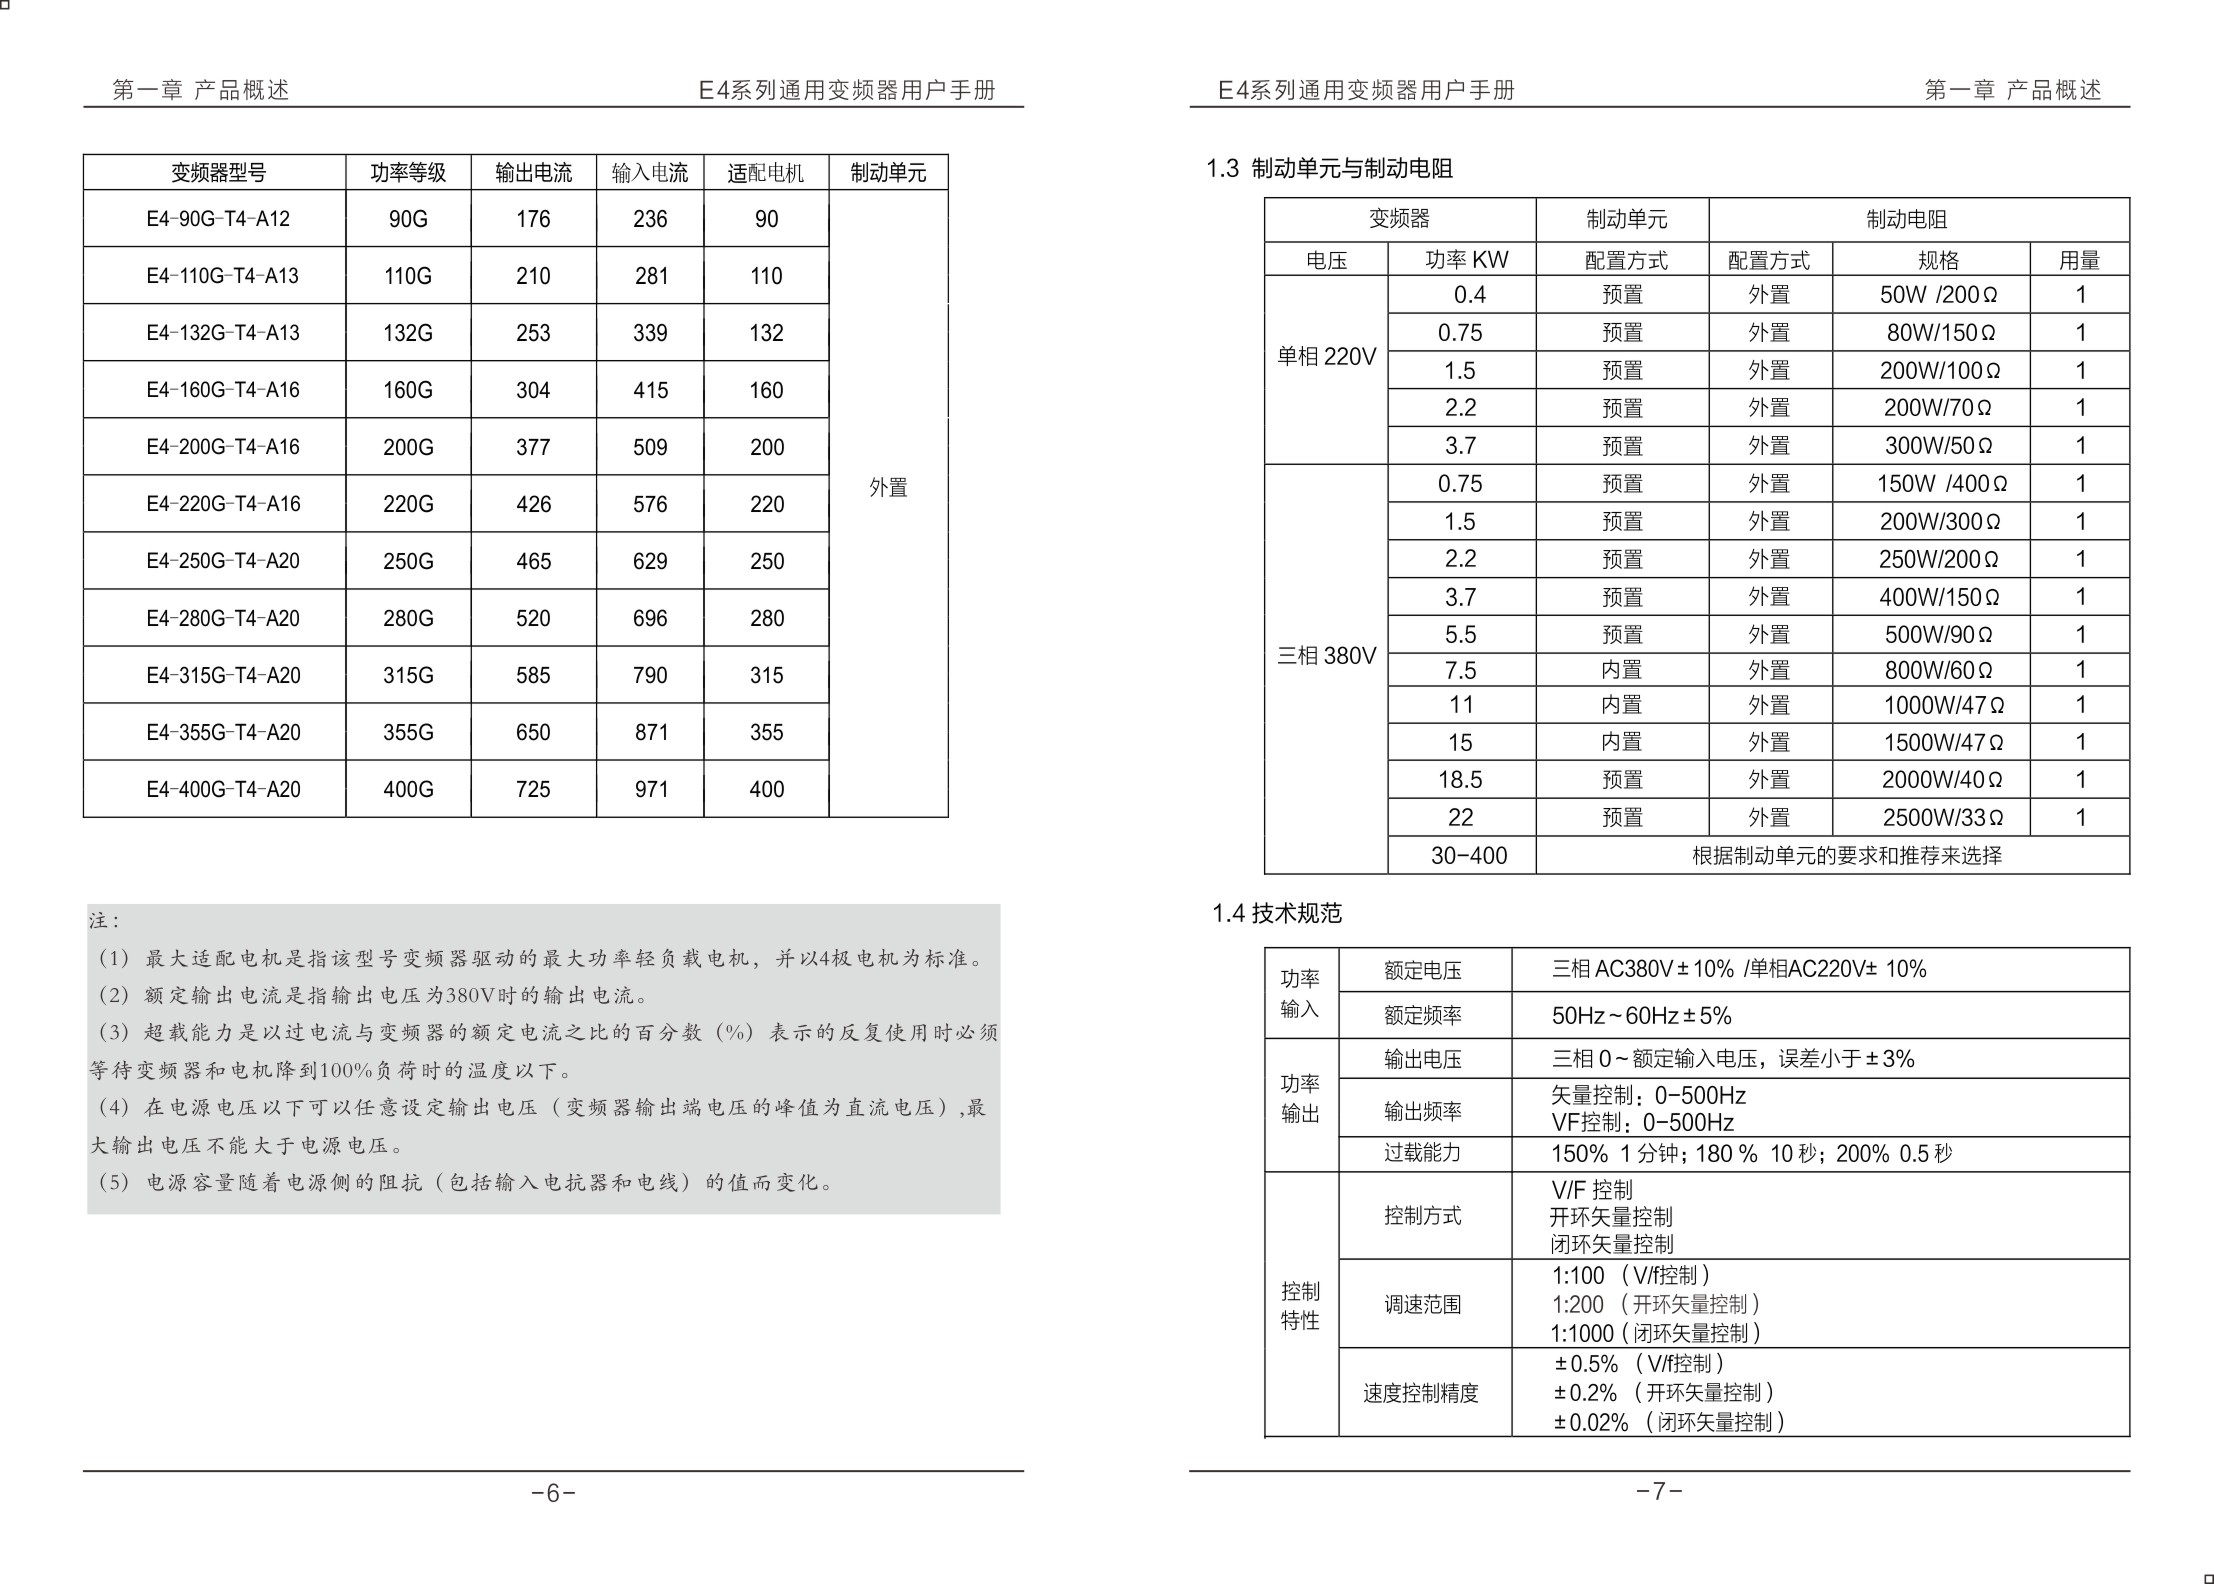 第一章 产品概述 E4系列通用变频器用户手册
变频器型号 功率等级 输出电流 输入电流 适配电机 制动单元
E4-90G-T4-A12 90G 176 236 90
E4-110G-T4-A13 110G 210 281 110
E4-132G-T4-A13 132G 253 339 132
E4-160G-T4-A16 160G 304 415 160
E4-200G-T4-A16 200G 377 509 200
外置
E4-220G-T4-A16 220G 426 576 220
E4-250G-T4-A20 250G 465 629 250
E4-280G-T4-A20 280G 520 696 280
E4-315G-T4-A20 315G 585 790 315
E4-355G-T4-A20 355G 650 871 355
E4-400G-T4-A20 400G 725 971 400
注：
（1）最大适配电机是指该型号变频器驱动的最大功率轻负载电机，并以4极电机为标准。
（2）额定输出电流是指输出电压为380V时的输出电流。
（3）超载能力是以过电流与变频器的额定电流之比的百分数（%）表示的反复使用时必须
等待变频器和电机降到100%负荷时的温度以下。
（4）在电源电压以下可以任意设定输出电压（变频器输出端电压的峰值为直流电压）,最
大输出电压不能大于电源电压。
（5）电源容量随着电源侧的阻抗（包括输入电抗器和电线）的值而变化。
-6-
E4系列通用变频器用户手册 第一章 产品概述
1.3 制动单元与制动电阻
变频器 制动单元 制动电阻
电压 功率 KW 配置方式 配置方式 规格 用量
0.4 预置 外置 50W /200Ω 1
0.75 预置 外置 80W/150Ω 1
单相 220V
1.5 预置 外置 200W/100Ω 1
2.2 预置 外置 200W/70Ω 1
3.7 预置 外置 300W/50Ω 1
0.75 预置 外置 150W /400Ω 1
1.5 预置 外置 200W/300Ω 1
2.2 预置 外置 250W/200Ω 1
3.7 预置 外置 400W/150Ω 1
5.5 预置 外置 500W/90Ω 1
三相 380V
7.5 内置 外置 800W/60Ω 1
11 内置 外置 1000W/47Ω 1
15 内置 外置 1500W/47Ω 1
18.5 预置 外置 2000W/40Ω 1
22 预置 外置 2500W/33Ω 1
30-400 根据制动单元的要求和推荐来选择
1.4 技术规范
功率
输入
额定电压 三相 AC380V±10% /单相AC220V± 10%
额定频率 50Hz~60Hz±5%
功率
输出
输出电压 三相 0~额定输入电压，误差小于±3%
输出频率 矢量控制：0-500Hz
VF控制：0-500Hz
过载能力 150% 1 分钟；180 % 10 秒；200% 0.5 秒
控制
特性
控制方式 V/F 控制
开环矢量控制
闭环矢量控制
调速范围 1:100 （V/f控制）
1:200 （开环矢量控制）
1:1000（闭环矢量控制）
速度控制精度 ±0.5% （V/f控制）
±0.2% （开环矢量控制）
±0.02% （闭环矢量控制）
-7-